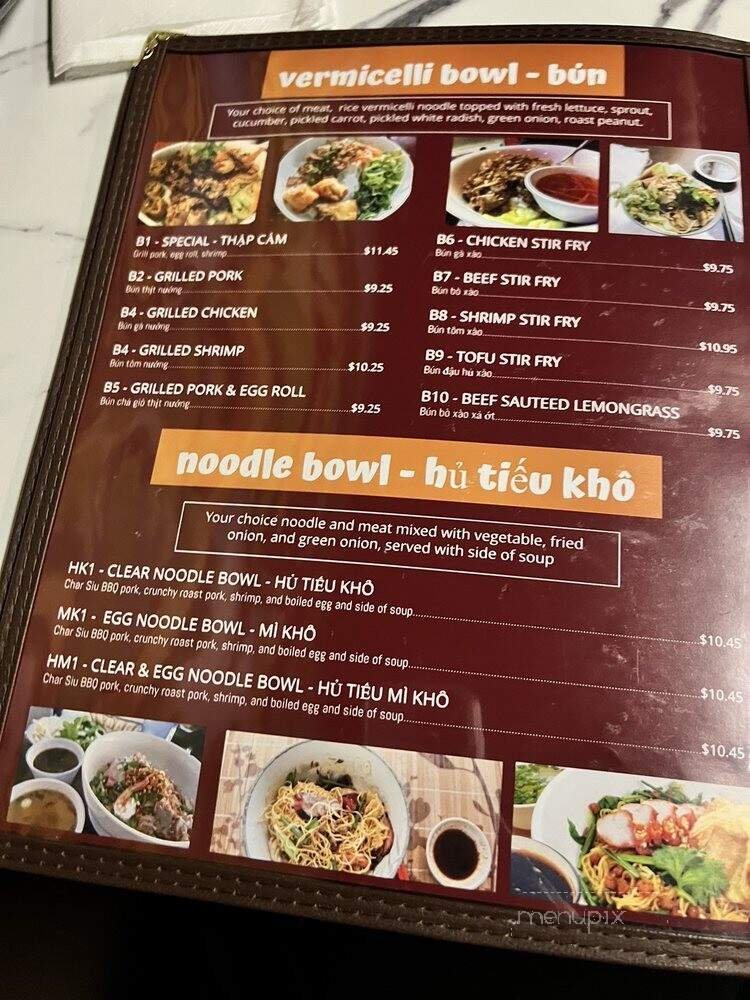 vermicelli bowl - bún
Your choice of meat, rice vermicelli noodle topped with fresh lettuce, sprout,
cucumber, pickled carrot, pickled white radish, green onion, roast peanut.
B1 - SPECIAL - THẬP CẨM
Grill pork, egg roll, shrimp $11.45
B2 - GRILLED PORK
Bún thịt nướng $9.25
B4 - GRILLED CHICKEN
Bún gà nướng $9.25
B4 - GRILLED SHRIMP
Bún tôm nướng $10.25
B5 - GRILLED PORK & EGG ROLL
Bún chả giò thịt nướng $9.25
B6 - CHICKEN STIR FRY
Bún gà xào $9.75
B7 - BEEF STIR FRY
Bún bò xào $9.75
B8 - SHRIMP STIR FRY
Bún tôm xào $10.95
B9 - TOFU STIR FRY
Bún đậu hủ xào $9.75
B10 - BEEF SAUTEED LEMONGRASS
Bún bò xào xả ớt $9.75
noodle bowl - hủ tiếu khô
Your choice noodle and meat mixed with vegetable, fried
onion, and green onion, served with side of soup
HK1 - CLEAR NOODLE BOWL - HỦ TIẾU KHÔ
Char Siu BBQ pork, crunchy roast pork, shrimp, and boiled egg and side of soup $10.45
MK1 - EGG NOODLE BOWL - MÌ KHÔ
Char Siu BBQ pork, crunchy roast pork, shrimp, and boiled egg and side of soup $10.45
HM1 - CLEAR & EGG NOODLE BOWL - HỦ TIẾU MÌ KHÔ
Char Siu BBQ pork, crunchy roast pork, shrimp, and boiled egg and side of soup $10.45
menupix